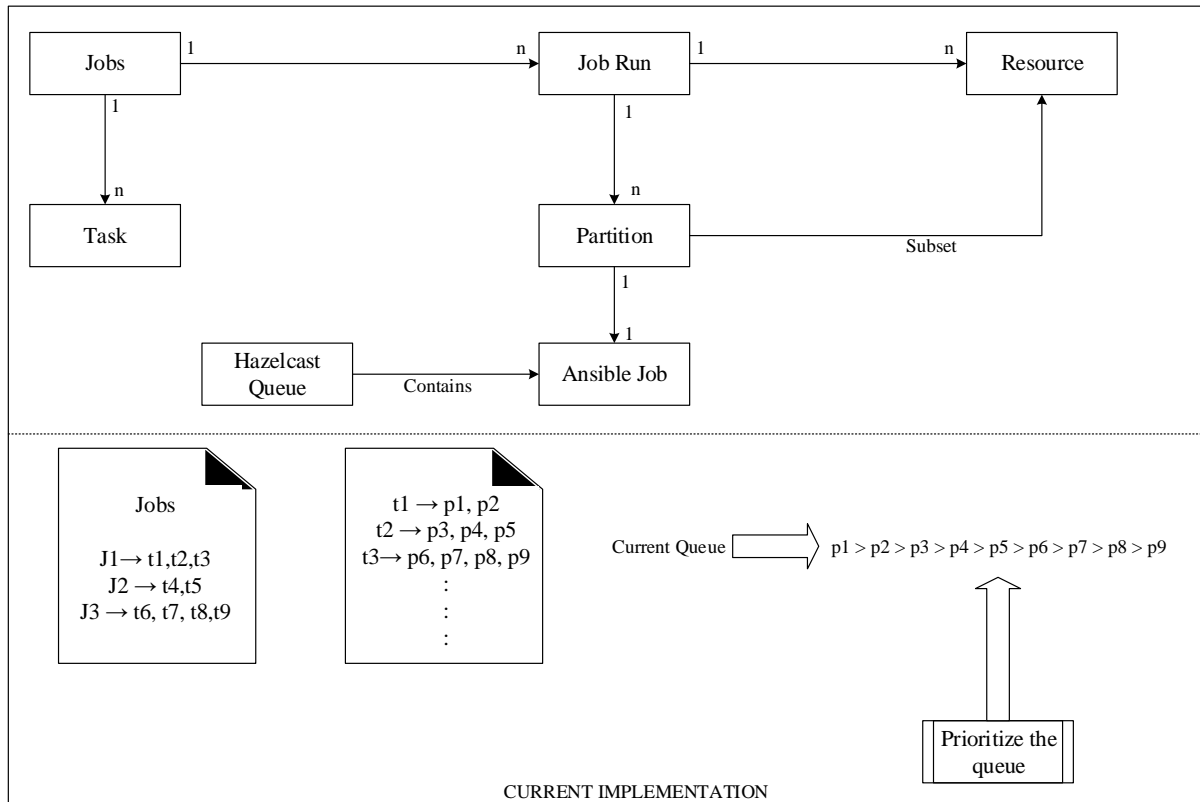 Jobs
1
n
Job Run
1
n
Resource
1
n
Task
1
n
Partition
Subset
1
1
Hazelcast
Queue
Contains
Ansible Job
Jobs
J1→ t1,t2,t3
J2 → t4,t5
J3 → t6, t7, t8,t9
t1 → p1, p2
t2 → p3, p4, p5
t3→ p6, p7, p8, p9
:
:
:
Current Queue
p1 > p2 > p3 > p4 > p5 > p6 > p7 > p8 > p9
Prioritize the
queue
CURRENT IMPLEMENTATION